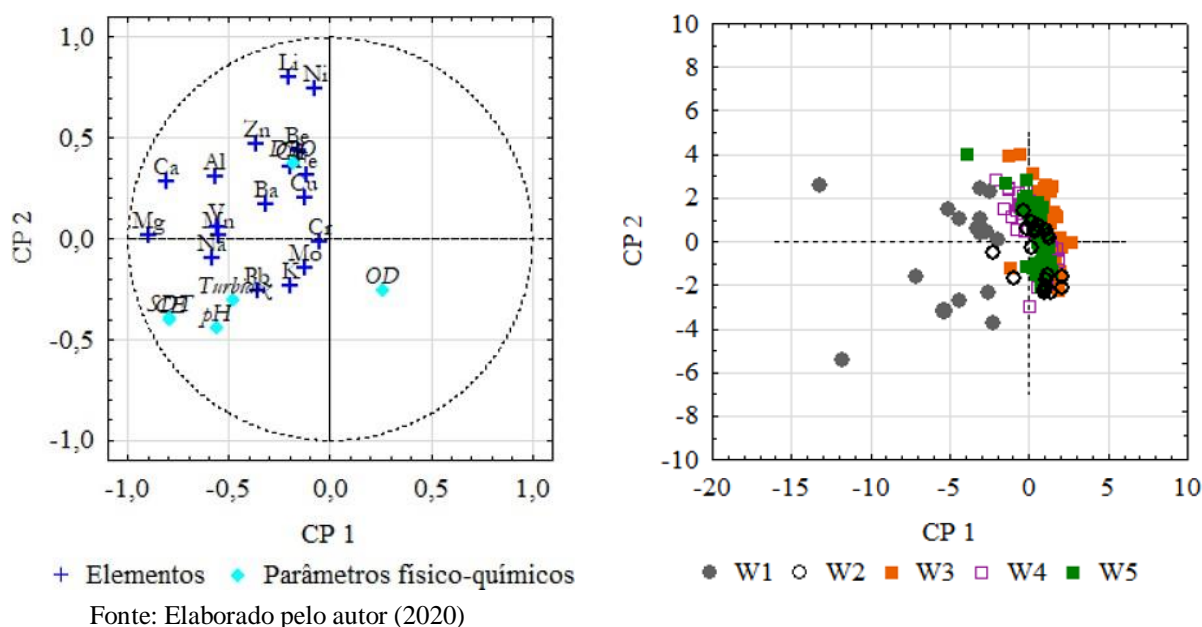 1,0
0,5
0,0
-0,5
-1,0
CP 2
Li
Ni
Zn
Be
Fe
Ca
Al
Ba
Cu
V
Mg
Mn
Cr
Na
Mo
K
OD
pH
-1,0 -0,5 0,0 0,5 1,0
CP 1
+ Elementos ◆ Parâmetros físico-químicos
10
8
6
4
2
0
-2
-4
-6
-8
-10
CP 2
-20 -15 -10 -5 0 5 10
CP 1
W1 W2 W3 W4 W5
Fonte: Elaborado pelo autor (2020)